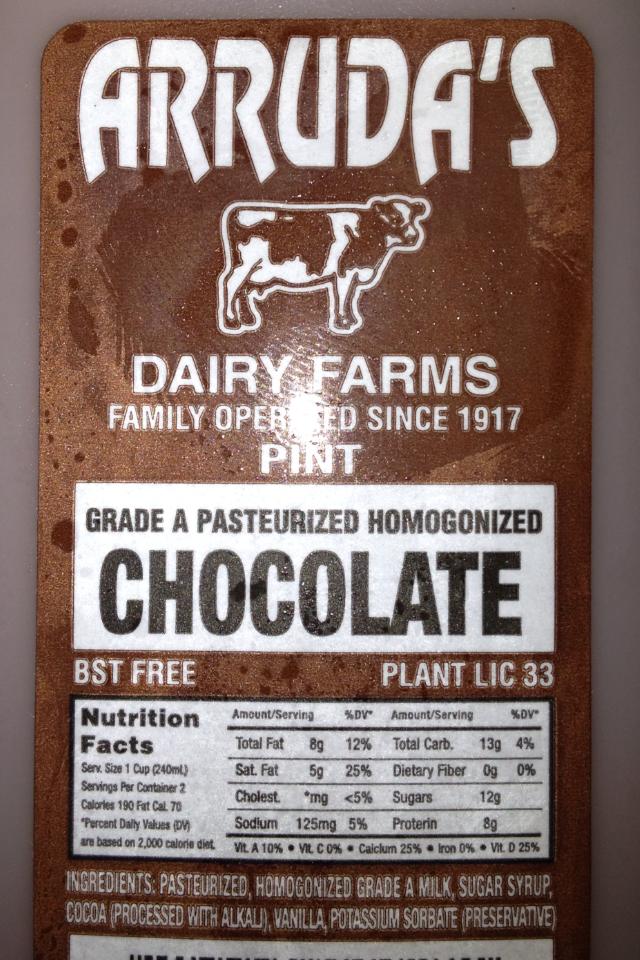 ARRUDA'S
DAIRY FARMS
FAMILY OPERATED SINCE 1917
PINT
GRADE A PASTEURIZED HOMOGONIZED
CHOCOLATE
BST FREE PLANT LIC 33
Nutrition Facts
Serv. Size 1 Cup (240mL)
Servings Per Container 2
Calories 190 Fat Cal. 70
*Percent Daily Values (DV)
are based on 2,000 calorie diet.
Amount/Serving %DV* Amount/Serving %DV*
Total Fat 8g 12% Total Carb. 13g 4%
Sat. Fat 5g 25% Dietary Fiber 0g 0%
Cholest. *mg <5% Sugars 12g
Sodium 125mg 5% Proterin 8g
Vit. A 10% • Vit. C 0% • Calcium 25% • Iron 0% • Vit. D 25%
INGREDIENTS: PASTEURIZED, HOMOGONIZED GRADE A MILK, SUGAR SYRUP,
COCOA (PROCESSED WITH ALKALI), VANILLA, POTASSIUM SORBATE (PRESERVATIVE)